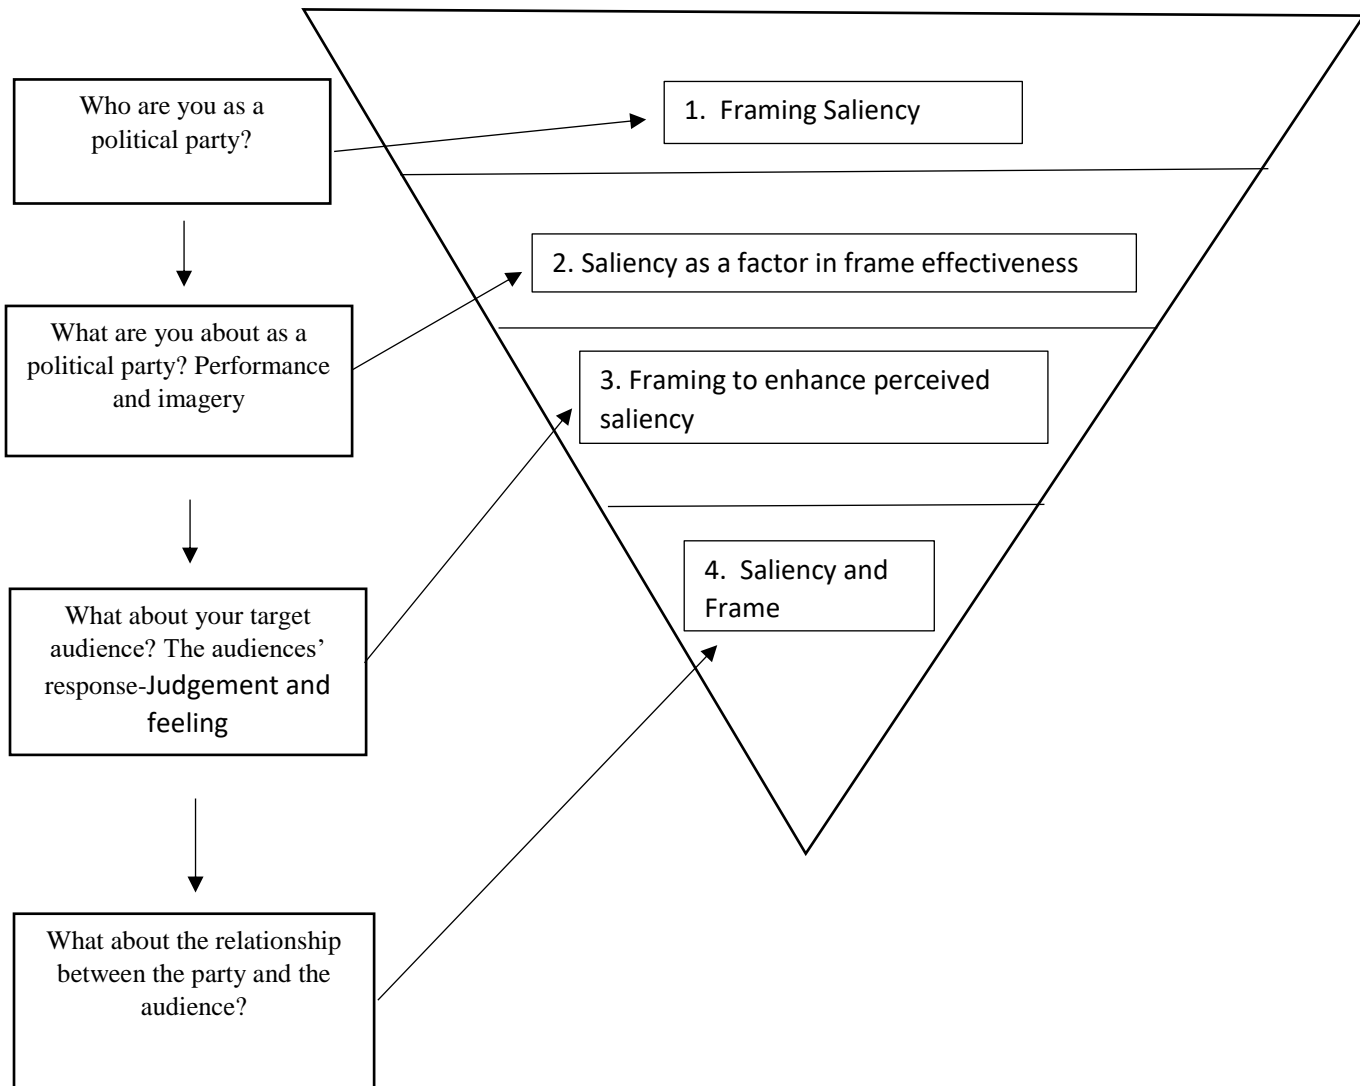 Who are you as a
political party?
1. Framing Saliency
What are you about as a
political party? Performance
and imagery
2. Saliency as a factor in frame effectiveness
What about your target
audience? The audiences’
response-Judgement and
feeling
3. Framing to enhance perceived
saliency
What about the relationship
between the party and the
audience?
4. Saliency and
Frame